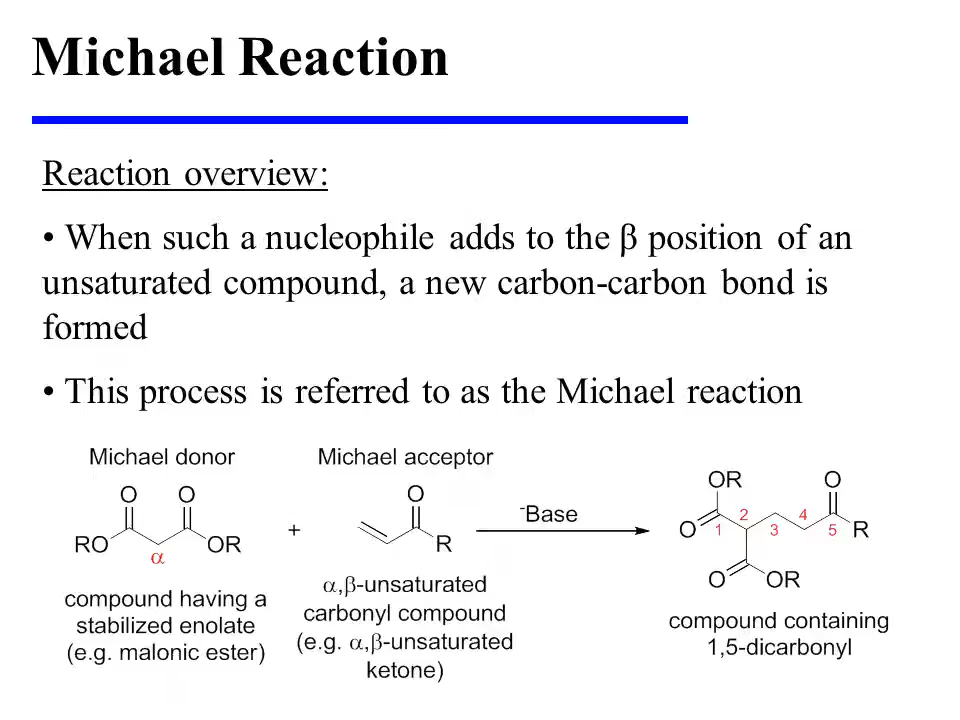 Michael Reaction
Reaction overview:
• When such a nucleophile adds to the β position of an
unsaturated compound, a new carbon-carbon bond is
formed
• This process is referred to as the Michael reaction
Michael donor
O O
RO OR
α
compound having a
stabilized enolate
(e.g. malonic ester)
+
Michael acceptor
O
R
α,β-unsaturated
carbonyl compound
(e.g. α,β-unsaturated
ketone)
-Base
OR O
O 1 2 3 4 5 R
O OR
compound containing
1,5-dicarbonyl